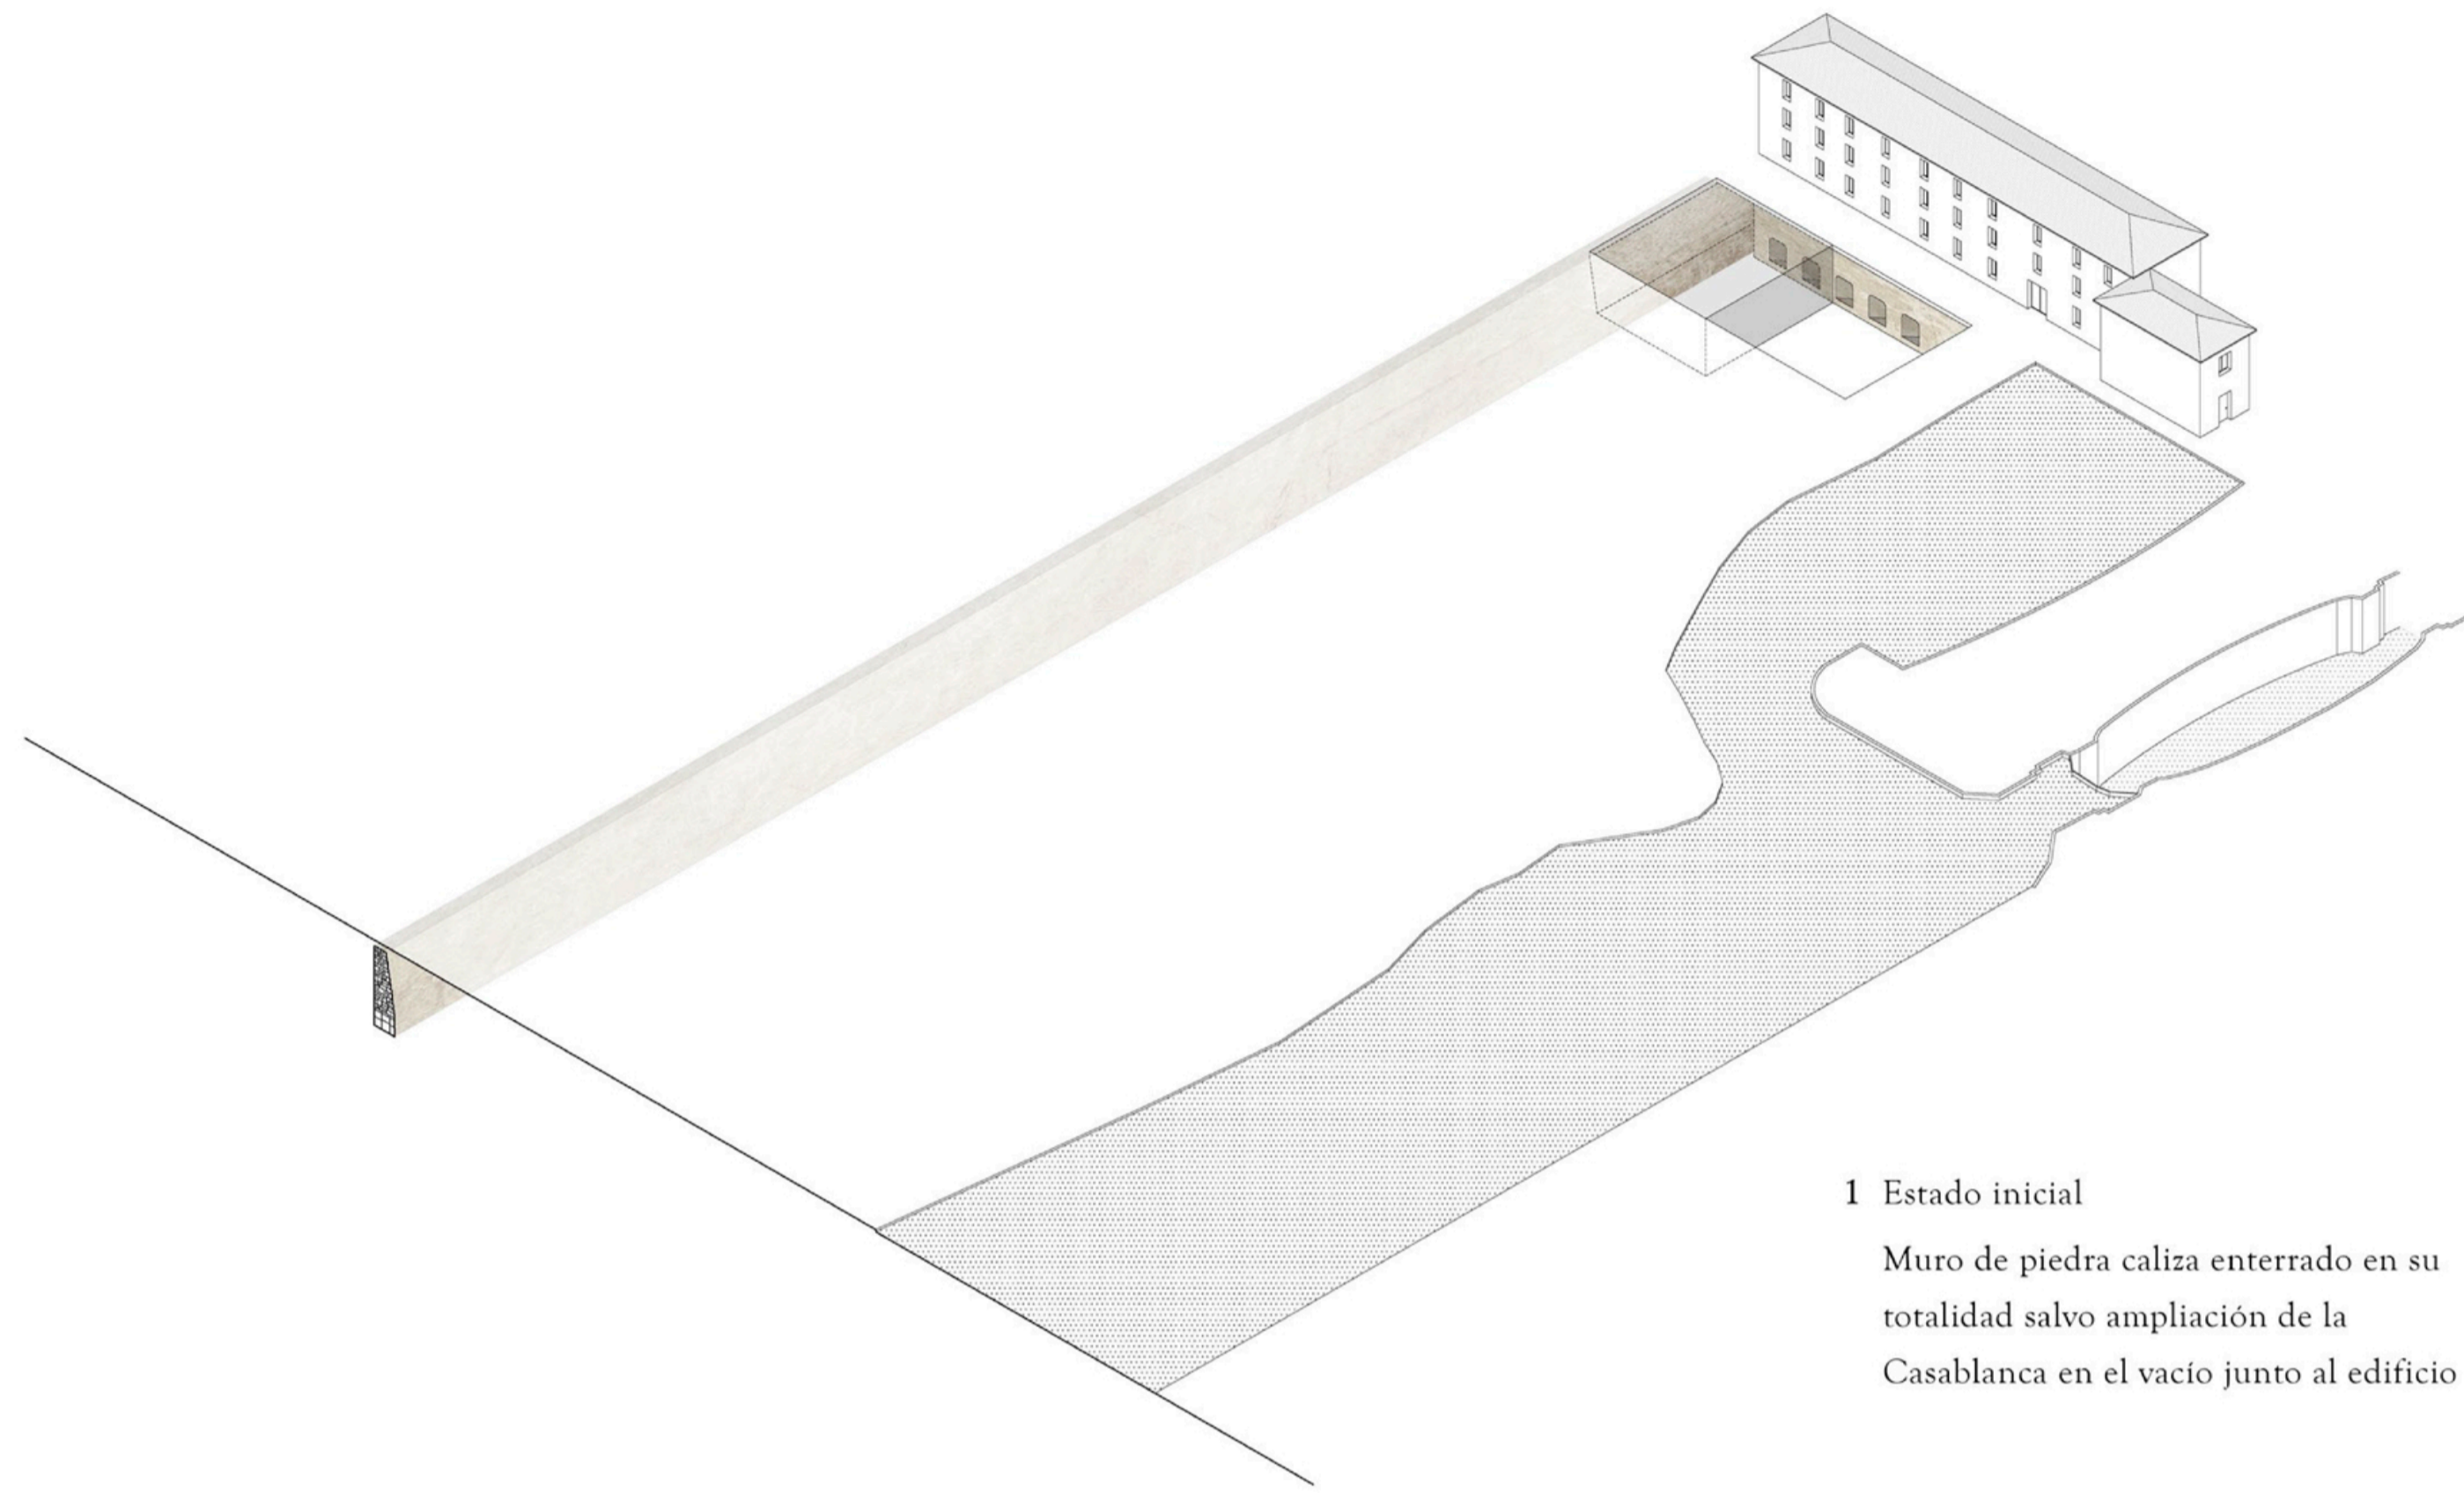 1 Estado inicial
Muro de piedra caliza enterrado en su
totalidad salvo ampliación de la
Casablanca en el vacío junto al edificio